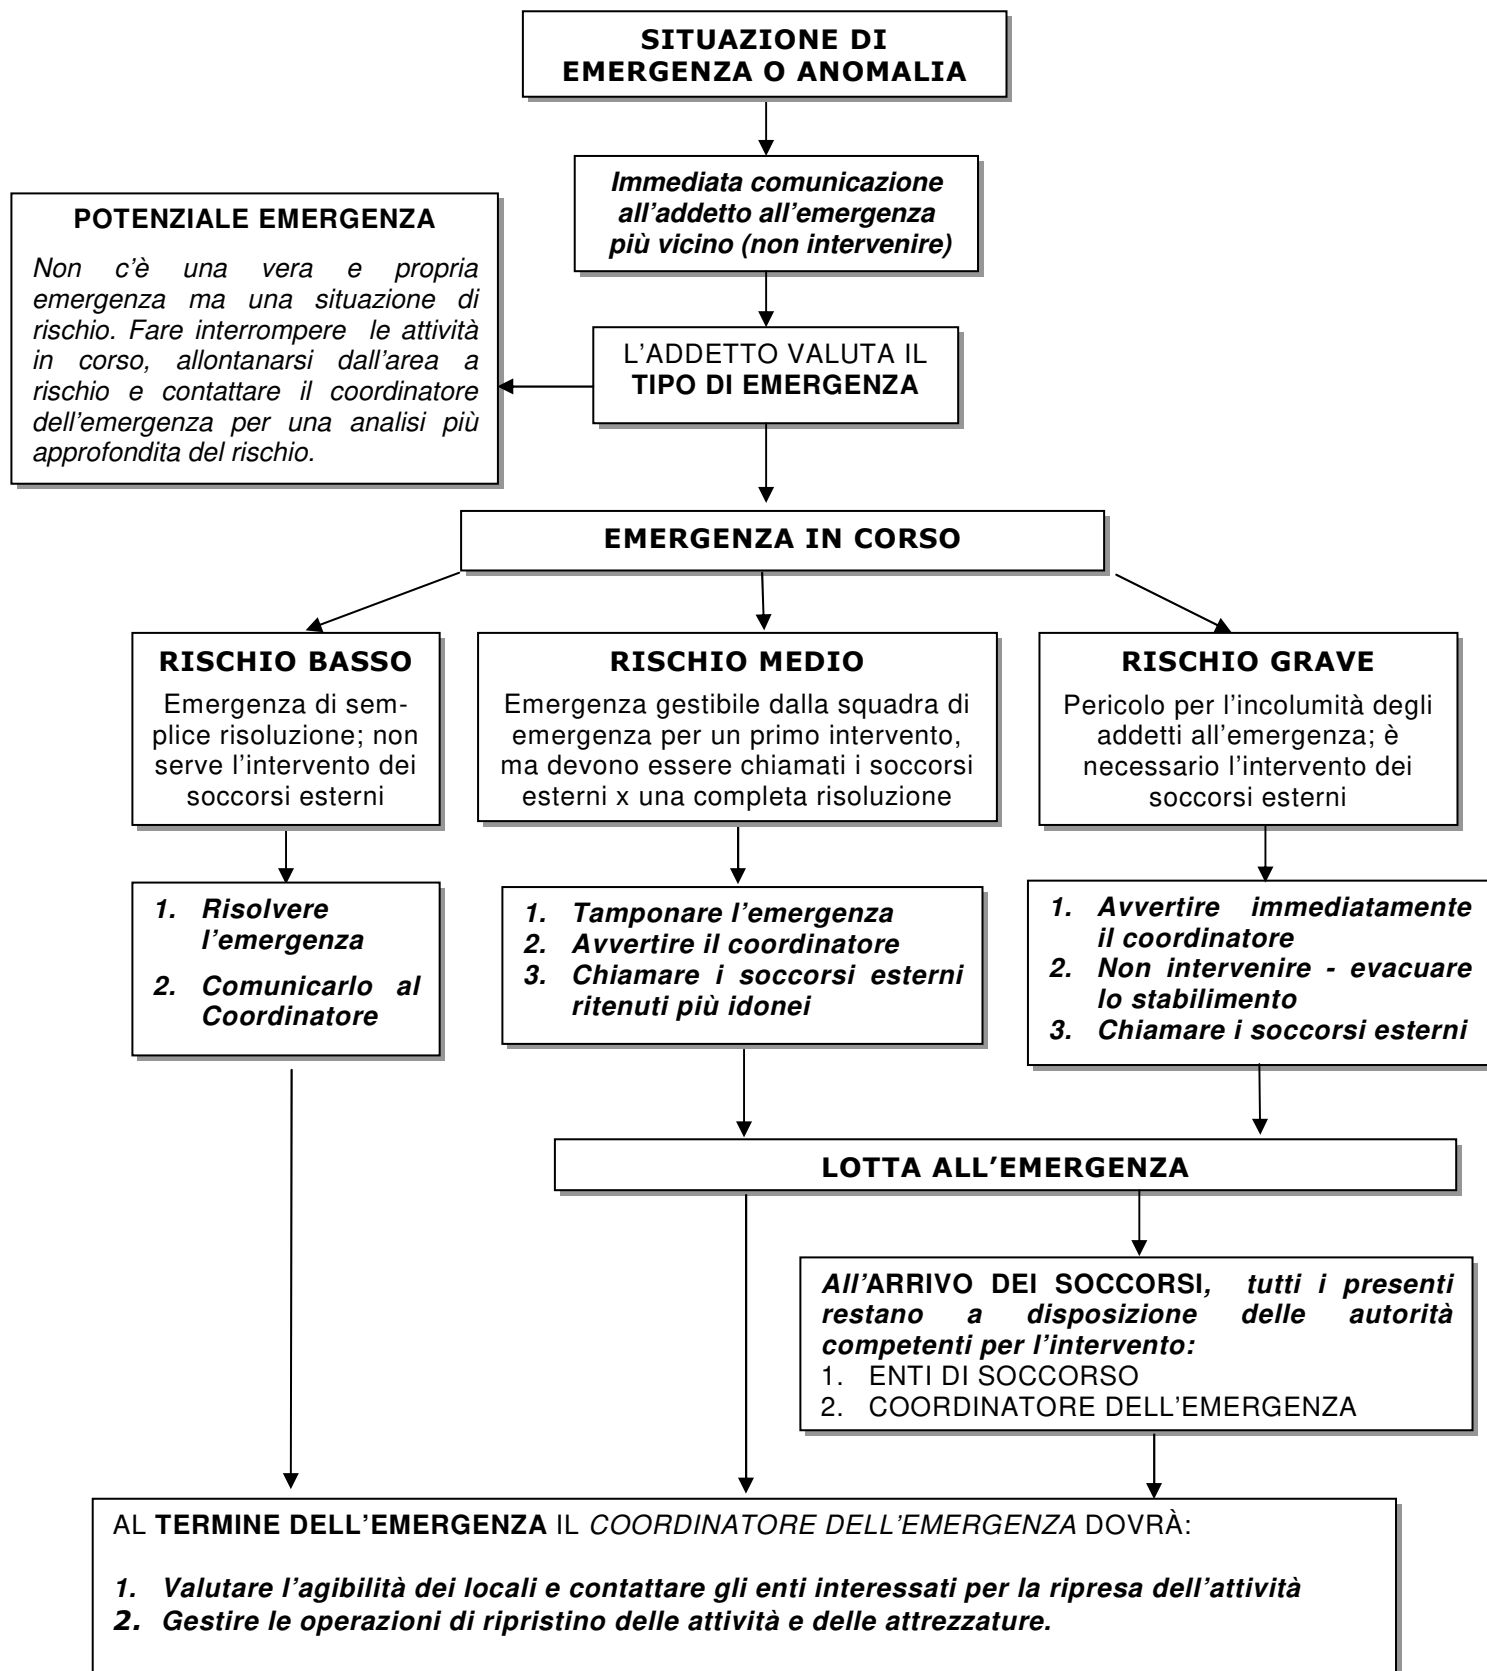 SITUAZIONE DI
EMERGENZA O ANOMALIA
Immediata comunicazione
all'addetto all'emergenza
più vicino (non intervenire)
POTENZIALE EMERGENZA
Non c'è una vera e propria
emergenza ma una situazione di
rischio. Fare interrompere le attività
in corso, allontanarsi dall'area a
rischio e contattare il coordinatore
dell'emergenza per una analisi più
approfondita del rischio.
L'ADDETTO VALUTA IL
TIPO DI EMERGENZA
EMERGENZA IN CORSO
RISCHIO BASSO
Emergenza di sem-
plice risoluzione; non
serve l'intervento dei
soccorsi esterni
RISCHIO MEDIO
Emergenza gestibile dalla squadra di
emergenza per un primo intervento,
ma devono essere chiamati i soccorsi
esterni x una completa risoluzione
RISCHIO GRAVE
Pericolo per l'incolumità degli
addetti all'emergenza; è
necessario l'intervento dei
soccorsi esterni
1. Risolvere
l'emergenza
2. Comunicarlo al
Coordinatore
1. Tamponare l'emergenza
2. Avvertire il coordinatore
3. Chiamare i soccorsi esterni
ritenuti più idonei
1. Avvertire immediatamente
il coordinatore
2. Non intervenire - evacuare
lo stabilimento
3. Chiamare i soccorsi esterni
LOTTA ALL'EMERGENZA
All'ARRIVO DEI SOCCORSI, tutti i presenti
restano a disposizione delle autorità
competenti per l'intervento:
1. ENTI DI SOCCORSO
2. COORDINATORE DELL'EMERGENZA
AL TERMINE DELL'EMERGENZA IL COORDINATORE DELL'EMERGENZA DOVRÀ:
1. Valutare l'agibilità dei locali e contattare gli enti interessati per la ripresa dell'attività
2. Gestire le operazioni di ripristino delle attività e delle attrezzature.